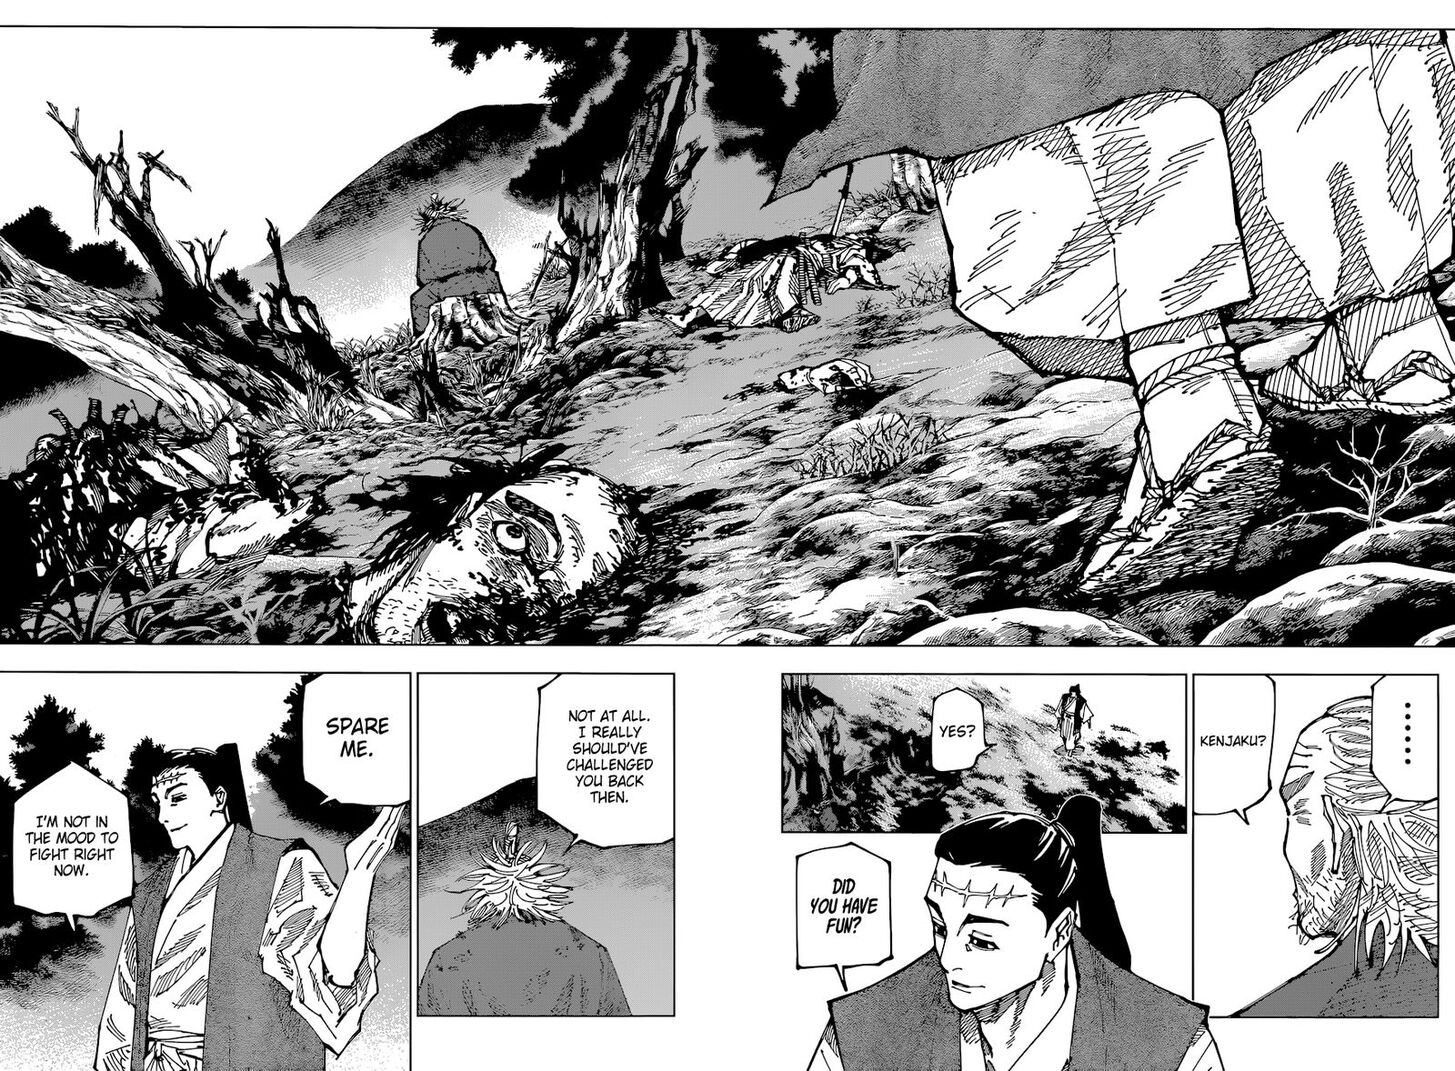 .....
KENJAKU?
YES?
DID
YOU HAVE
FUN?
NOT AT ALL.
I REALLY
SHOULD'VE
CHALLENGED
YOU BACK
THEN.
SPARE
ME.
I'M NOT IN
THE MOOD TO
FIGHT RIGHT
NOW.